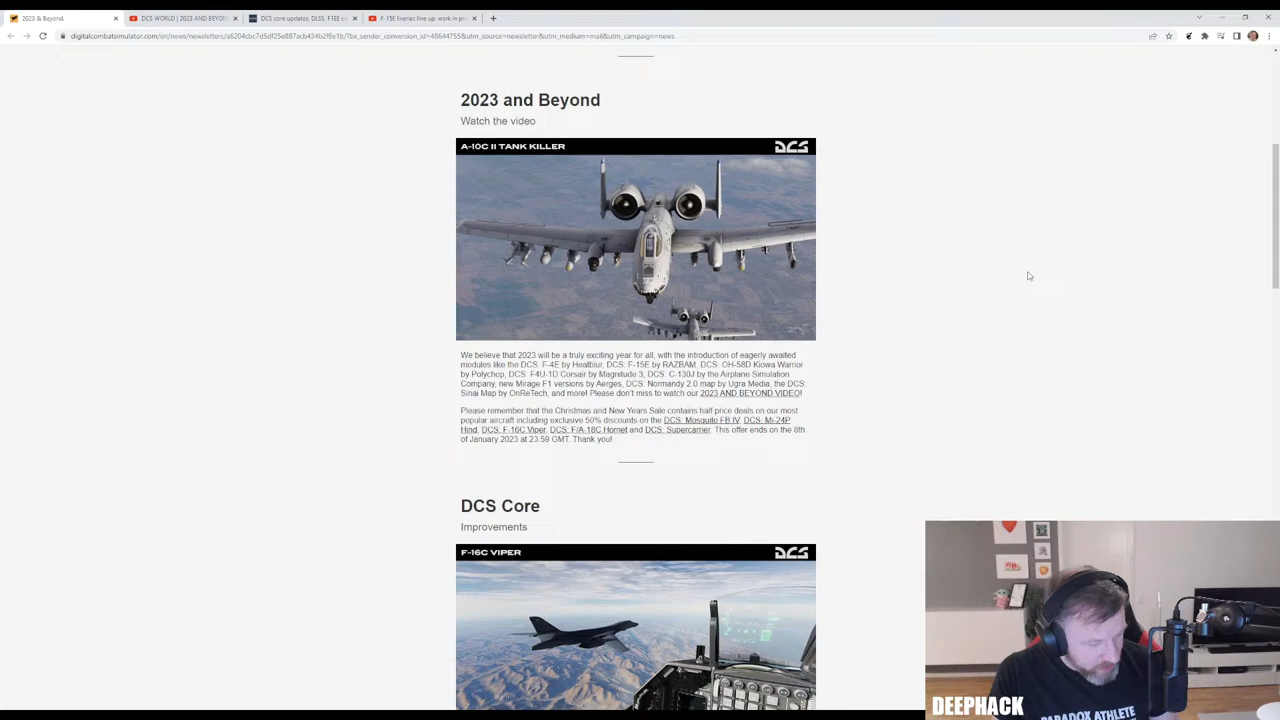 2023 & Beyond.
DCS WORLD | 2023 AND BEYON
DCS core updates, DLSS, F1EE co
F-15E liveries line up, work in pro
digitalcombatsimulator.com/en/news/newsletters/a6204cbc7d5df25e887acb434b2f8e1b/?bx_sender_conversion_id=48644755&utm_source=newsletter&utm_medium=mail&utm_campaign=news
2023 and Beyond
Watch the video
A-10C II TANK KILLER
DCS
We believe that 2023 will be a truly exciting year for all, with the introduction of eagerly awaited
modules like the DCS: F-4E by Heatblur, DCS: F-15E by RAZBAM, DCS: OH-58D Kiowa Warrior
by Polychop, DCS: F4U-1D Corsair by Magnitude 3, DCS: C-130J by the Airplane Simulation
Company, new Mirage F1 versions by Aerges, DCS: Normandy 2.0 map by Ugra Media, the DCS:
Sinai Map by OnReTech, and more! Please don't miss to watch our 2023 AND BEYOND VIDEO!
Please remember that the Christmas and New Years Sale contains half price deals on our most
popular aircraft including exclusive 50% discounts on the DCS: Mosquito FB IV, DCS: Mi-24P
Hind, DCS: F-16C Viper, DCS: F/A-18C Hornet and DCS: Supercarrier. This offer ends on the 8th
of January 2023 at 23:59 GMT. Thank you!
DCS Core
Improvements
F-16C VIPER
DCS
DEEPHACK
PARADOX ATHLETE